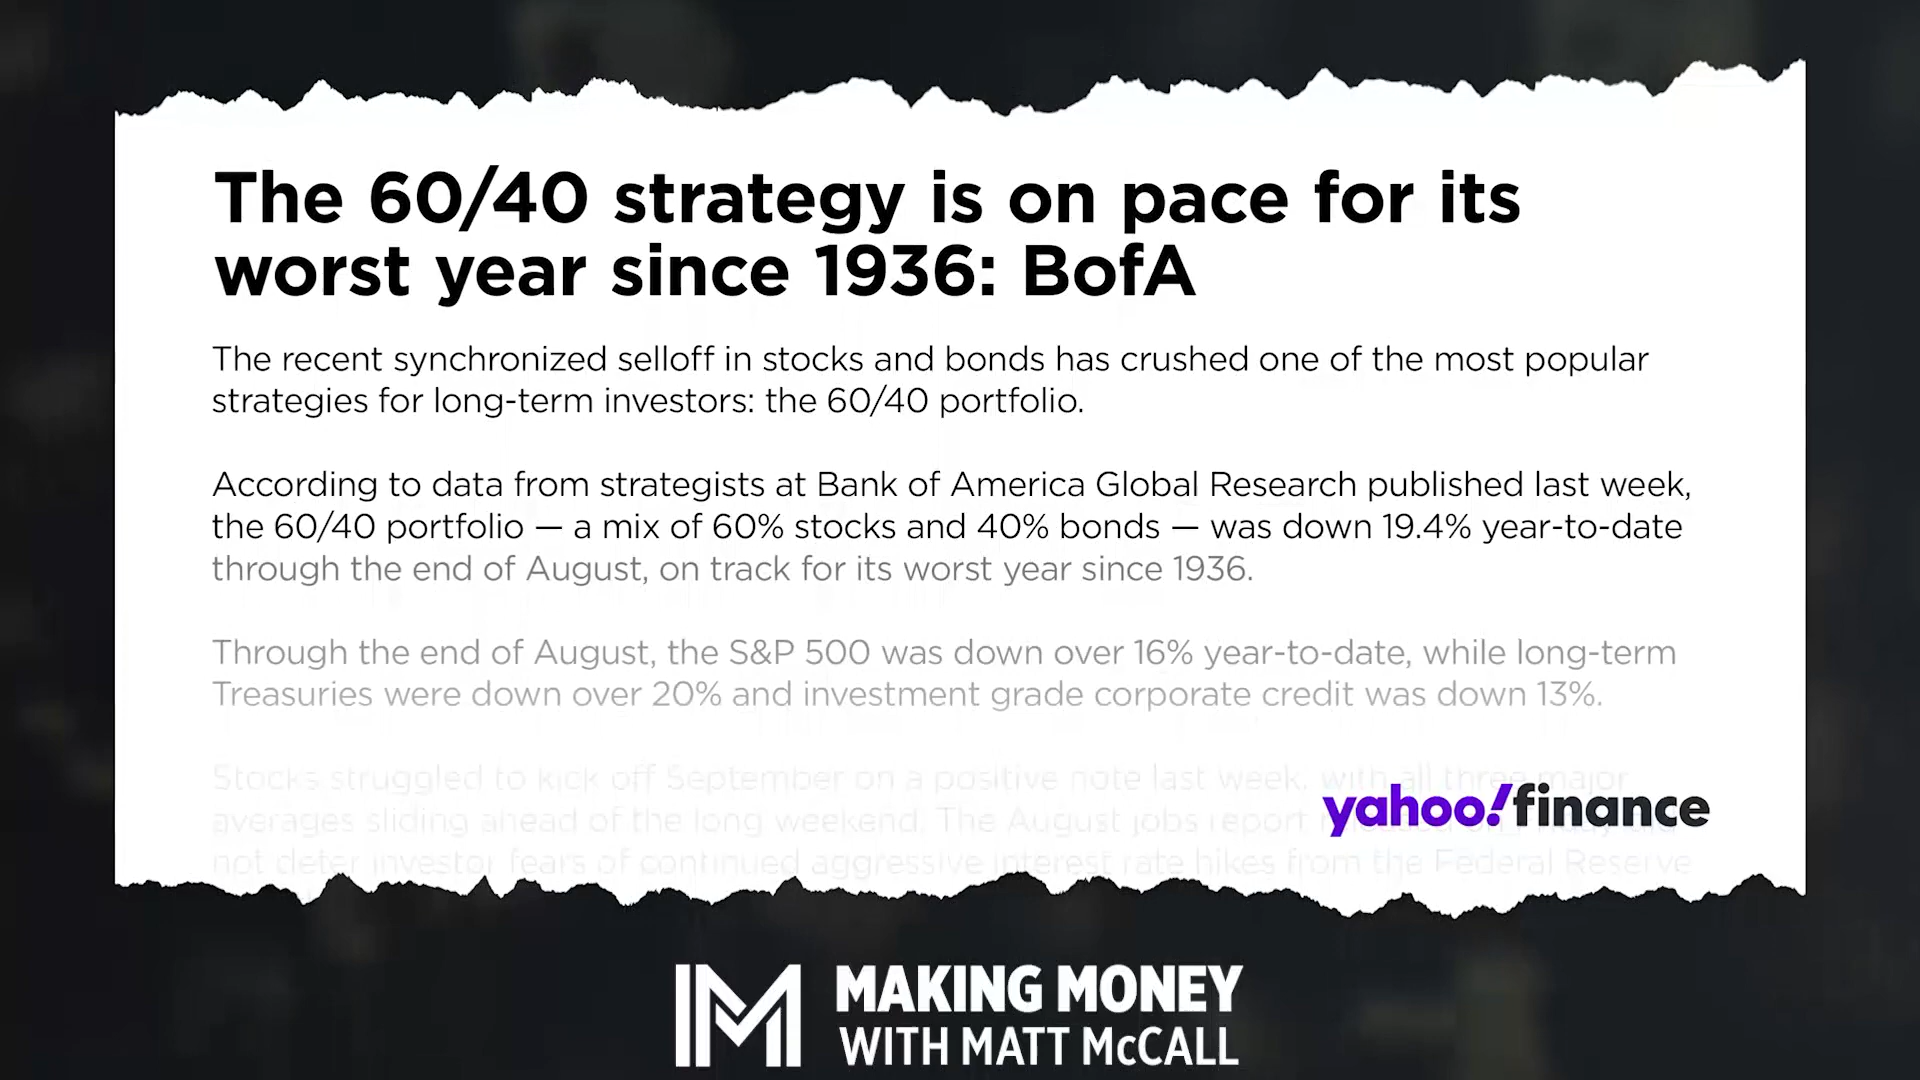 The 60/40 strategy is on pace for its
worst year since 1936: BofA
The recent synchronized selloff in stocks and bonds has crushed one of the most popular
strategies for long-term investors: the 60/40 portfolio.
According to data from strategists at Bank of America Global Research published last week,
the 60/40 portfolio — a mix of 60% stocks and 40% bonds — was down 19.4% year-to-date
through the end of August, on track for its worst year since 1936.
Through the end of August, the S&P 500 was down over 16% year-to-date, while long-term
Treasuries were down over 20% and investment grade corporate credit was down 13%.
Stocks struggled to kick off September on a positive note last week, with all three major
averages sliding ahead of the long weekend. The August jobs report
not deter investor fears of continued aggressive interest rate hikes from the Federal Reserve
yahoo!finance
MAKING MONEY
WITH MATT McCALL